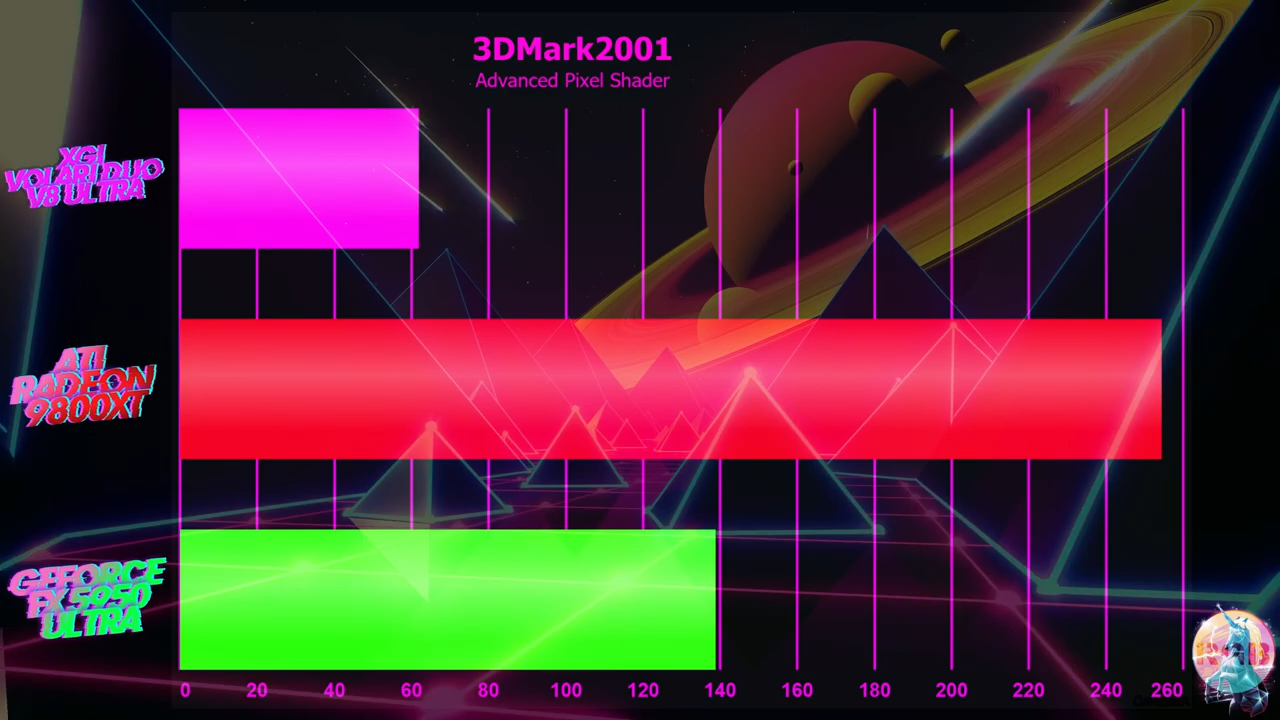 3DMark2001
Advanced Pixel Shader
XGI
VOLARI DUO
V8 ULTRA
ATI
RADEON
9800XT
GEFORCE
FX 5950
ULTRA
0 20 40 60 80 100 120 140 160 180 200 220 240 260
RGB